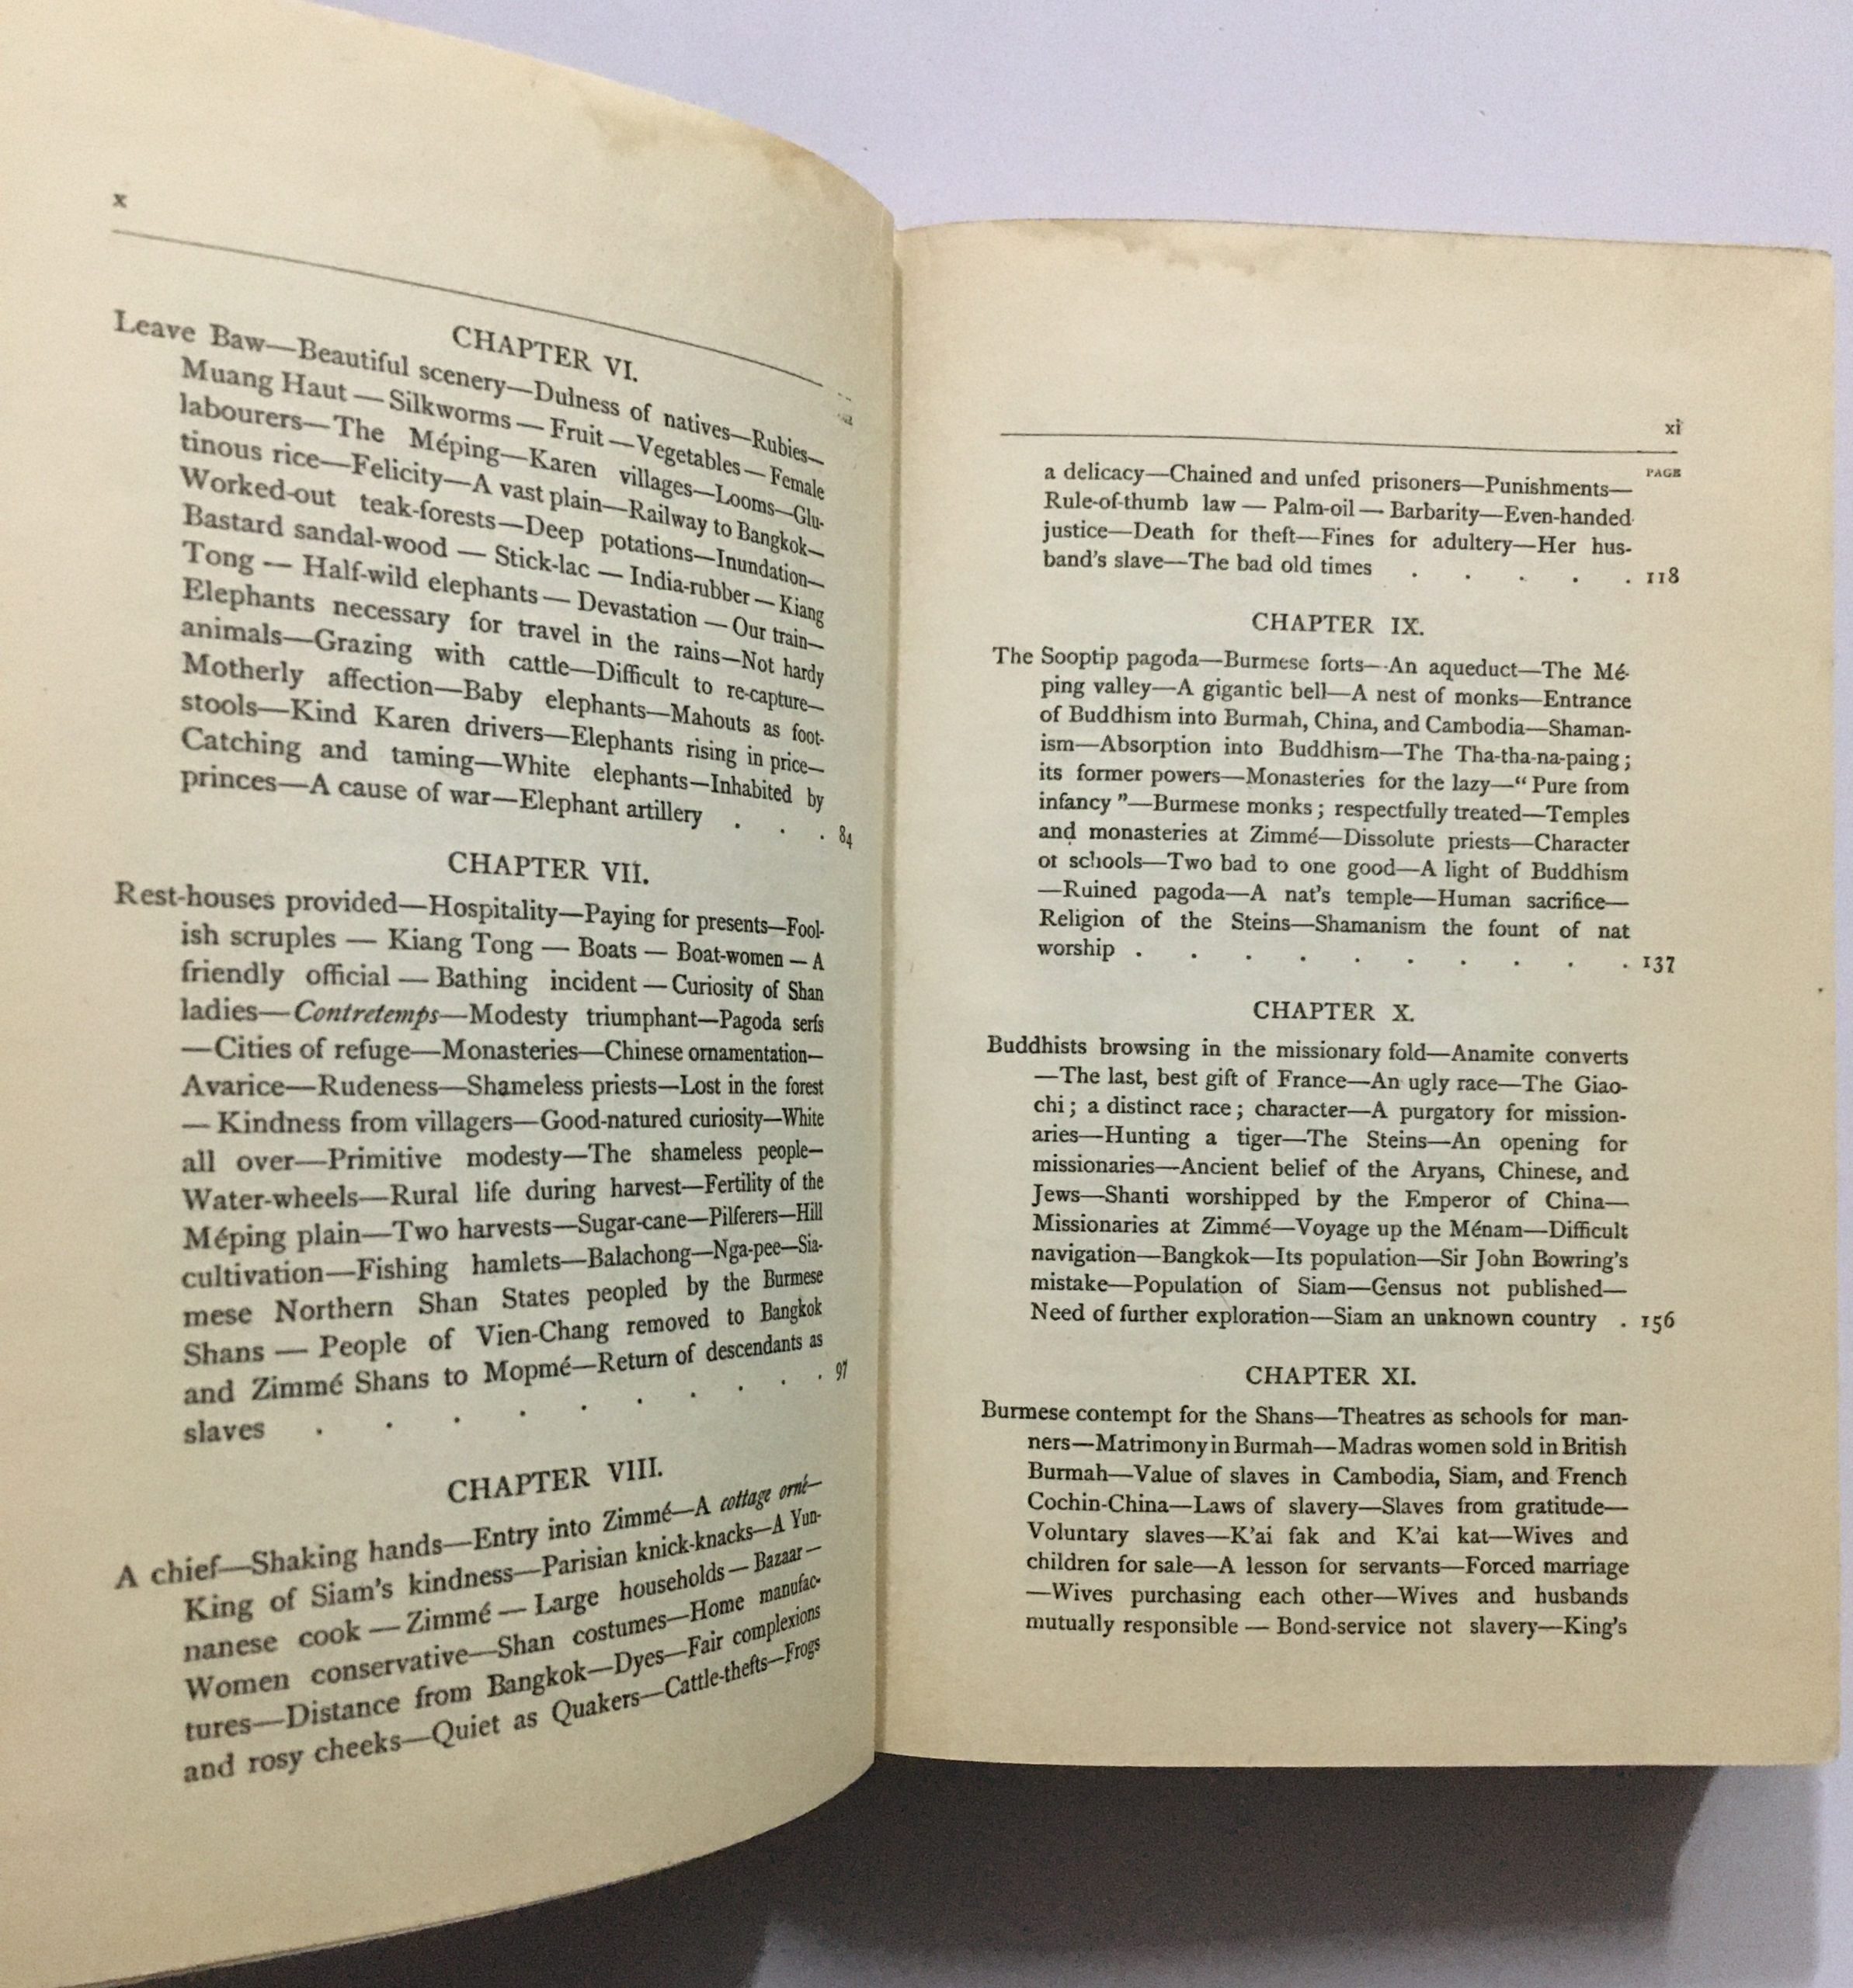 x
CHAPTER VI.
Leave Baw—Beautiful scenery—Dulness of natives—Rubies—
Muang Haut — Silkworms — Fruit — Vegetables — Female
labourers—The Méping—Karen villages—Looms—Glu-
tinous rice—Felicity—A vast plain—Railway to Bangkok—
Worked-out teak-forests—Deep potations—Inundation—
Bastard sandal-wood — Stick-lac — India-rubber — Kiang
Tong — Half-wild elephants — Devastation — Our train—
Elephants necessary for travel in the rains—Not hardy
animals—Grazing with cattle—Difficult to re-capture—
Motherly affection—Baby elephants—Mahouts as foot-
stools—Kind Karen drivers—Elephants rising in price—
Catching and taming—White elephants—Inhabited by
princes—A cause of war—Elephant artillery . . . 84
CHAPTER VII.
Rest-houses provided—Hospitality—Paying for presents—Fool-
ish scruples — Kiang Tong — Boats — Boat-women — A
friendly official — Bathing incident — Curiosity of Shan
ladies—Contretemps—Modesty triumphant—Pagoda serfs
—Cities of refuge—Monasteries—Chinese ornamentation—
Avarice—Rudeness—Shameless priests—Lost in the forest
— Kindness from villagers—Good-natured curiosity—White
all over—Primitive modesty—The shameless people—
Water-wheels—Rural life during harvest—Fertility of the
Méping plain—Two harvests—Sugar-cane—Pilferers—Hill
cultivation—Fishing hamlets—Balachong—Nga-pee—Sia-
mese Northern Shan States peopled by the Burmese
Shans — People of Vien-Chang removed to Bangkok
and Zimmé Shans to Mopmé—Return of descendants as
slaves . . . . . . . . . . 97
CHAPTER VIII.
A chief—Shaking hands—Entry into Zimmé—A cottage orné—
King of Siam's kindness—Parisian knick-knacks—A Yun-
nanese cook — Zimmé — Large households — Bazaar —
Women conservative—Shan costumes—Home manufac-
tures—Distance from Bangkok—Dyes—Fair complexions
and rosy cheeks—Quiet as Quakers—Cattle-thefts—Frogs
xi
PAGE
a delicacy—Chained and unfed prisoners—Punishments—
Rule-of-thumb law — Palm-oil — Barbarity—Even-handed
justice—Death for theft—Fines for adultery—Her hus-
band's slave—The bad old times . . . . . 118
CHAPTER IX.
The Sooptip pagoda—Burmese forts—An aqueduct—The Mé-
ping valley—A gigantic bell—A nest of monks—Entrance
of Buddhism into Burmah, China, and Cambodia—Shaman-
ism—Absorption into Buddhism—The Tha-tha-na-paing ;
its former powers—Monasteries for the lazy—“ Pure from
infancy ”—Burmese monks ; respectfully treated—Temples
and monasteries at Zimmé—Dissolute priests—Character
of schools—Two bad to one good—A light of Buddhism
—Ruined pagoda—A nat's temple—Human sacrifice—
Religion of the Steins—Shamanism the fount of nat
worship . . . . . . . . . . 137
CHAPTER X.
Buddhists browsing in the missionary fold—Anamite converts
—The last, best gift of France—An ugly race—The Giao-
chi ; a distinct race ; character—A purgatory for mission-
aries—Hunting a tiger—The Steins—An opening for
missionaries—Ancient belief of the Aryans, Chinese, and
Jews—Shanti worshipped by the Emperor of China—
Missionaries at Zimmé—Voyage up the Ménam—Difficult
navigation—Bangkok—Its population—Sir John Bowring's
mistake—Population of Siam—Census not published—
Need of further exploration—Siam an unknown country . 156
CHAPTER XI.
Burmese contempt for the Shans—Theatres as schools for man-
ners—Matrimony in Burmah—Madras women sold in British
Burmah—Value of slaves in Cambodia, Siam, and French
Cochin-China—Laws of slavery—Slaves from gratitude—
Voluntary slaves—K'ai fak and K'ai kat—Wives and
children for sale—A lesson for servants—Forced marriage
—Wives purchasing each other—Wives and husbands
mutually responsible — Bond-service not slavery—King's